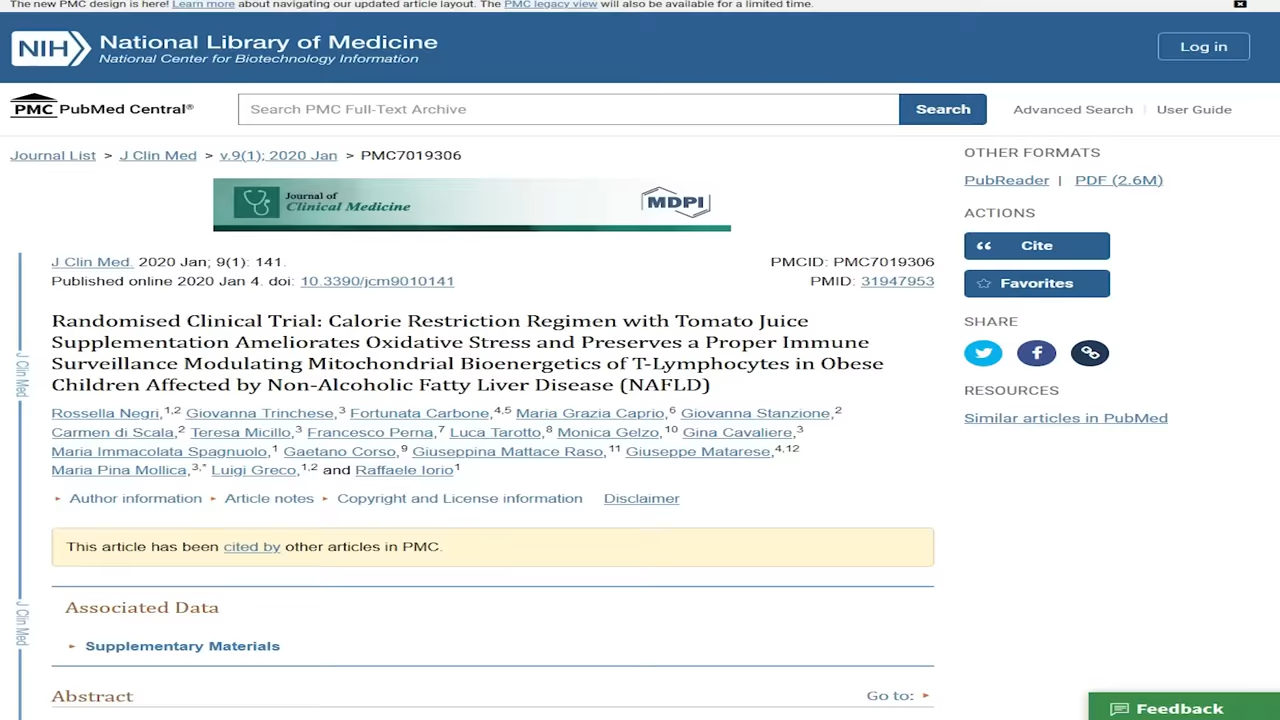 The new PMC design is here! Learn more about navigating our updated article layout. The PMC legacy view will also be available for a limited time.
NIH National Library of Medicine
National Center for Biotechnology Information
Log in
PMC PubMed Central®
Search PMC Full-Text Archive
Search
Advanced Search
User Guide
Journal List > J Clin Med > v.9(1); 2020 Jan > PMC7019306
Journal of
Clinical Medicine
MDPI
J Clin Med. 2020 Jan; 9(1): 141.
PMCID: PMC7019306
Published online 2020 Jan 4. doi: 10.3390/jcm9010141
PMID: 31947953
Randomised Clinical Trial: Calorie Restriction Regimen with Tomato Juice
Supplementation Ameliorates Oxidative Stress and Preserves a Proper Immune
Surveillance Modulating Mitochondrial Bioenergetics of T-Lymphocytes in Obese
Children Affected by Non-Alcoholic Fatty Liver Disease (NAFLD)
Rossella Negri,1,2 Giovanna Trinchese,3 Fortunata Carbone,4,5 Maria Grazia Caprio,6 Giovanna Stanzione,2
Carmen di Scala,2 Teresa Micillo,3 Francesco Perna,7 Luca Tarotto,8 Monica Gelzo,10 Gina Cavaliere,3
Maria Immacolata Spagnuolo,1 Gaetano Corso,9 Giuseppina Mattace Raso,11 Giuseppe Matarese,4,12
Maria Pina Mollica,3,* Luigi Greco,1,2 and Raffaele Iorio1
Author information
Article notes
Copyright and License information
Disclaimer
This article has been cited by other articles in PMC.
Associated Data
Supplementary Materials
Abstract
Go to:
J Clin Med
J Clin Med
OTHER FORMATS
PubReader | PDF (2.6M)
ACTIONS
Cite
Favorites
SHARE
RESOURCES
Similar articles in PubMed
Feedback